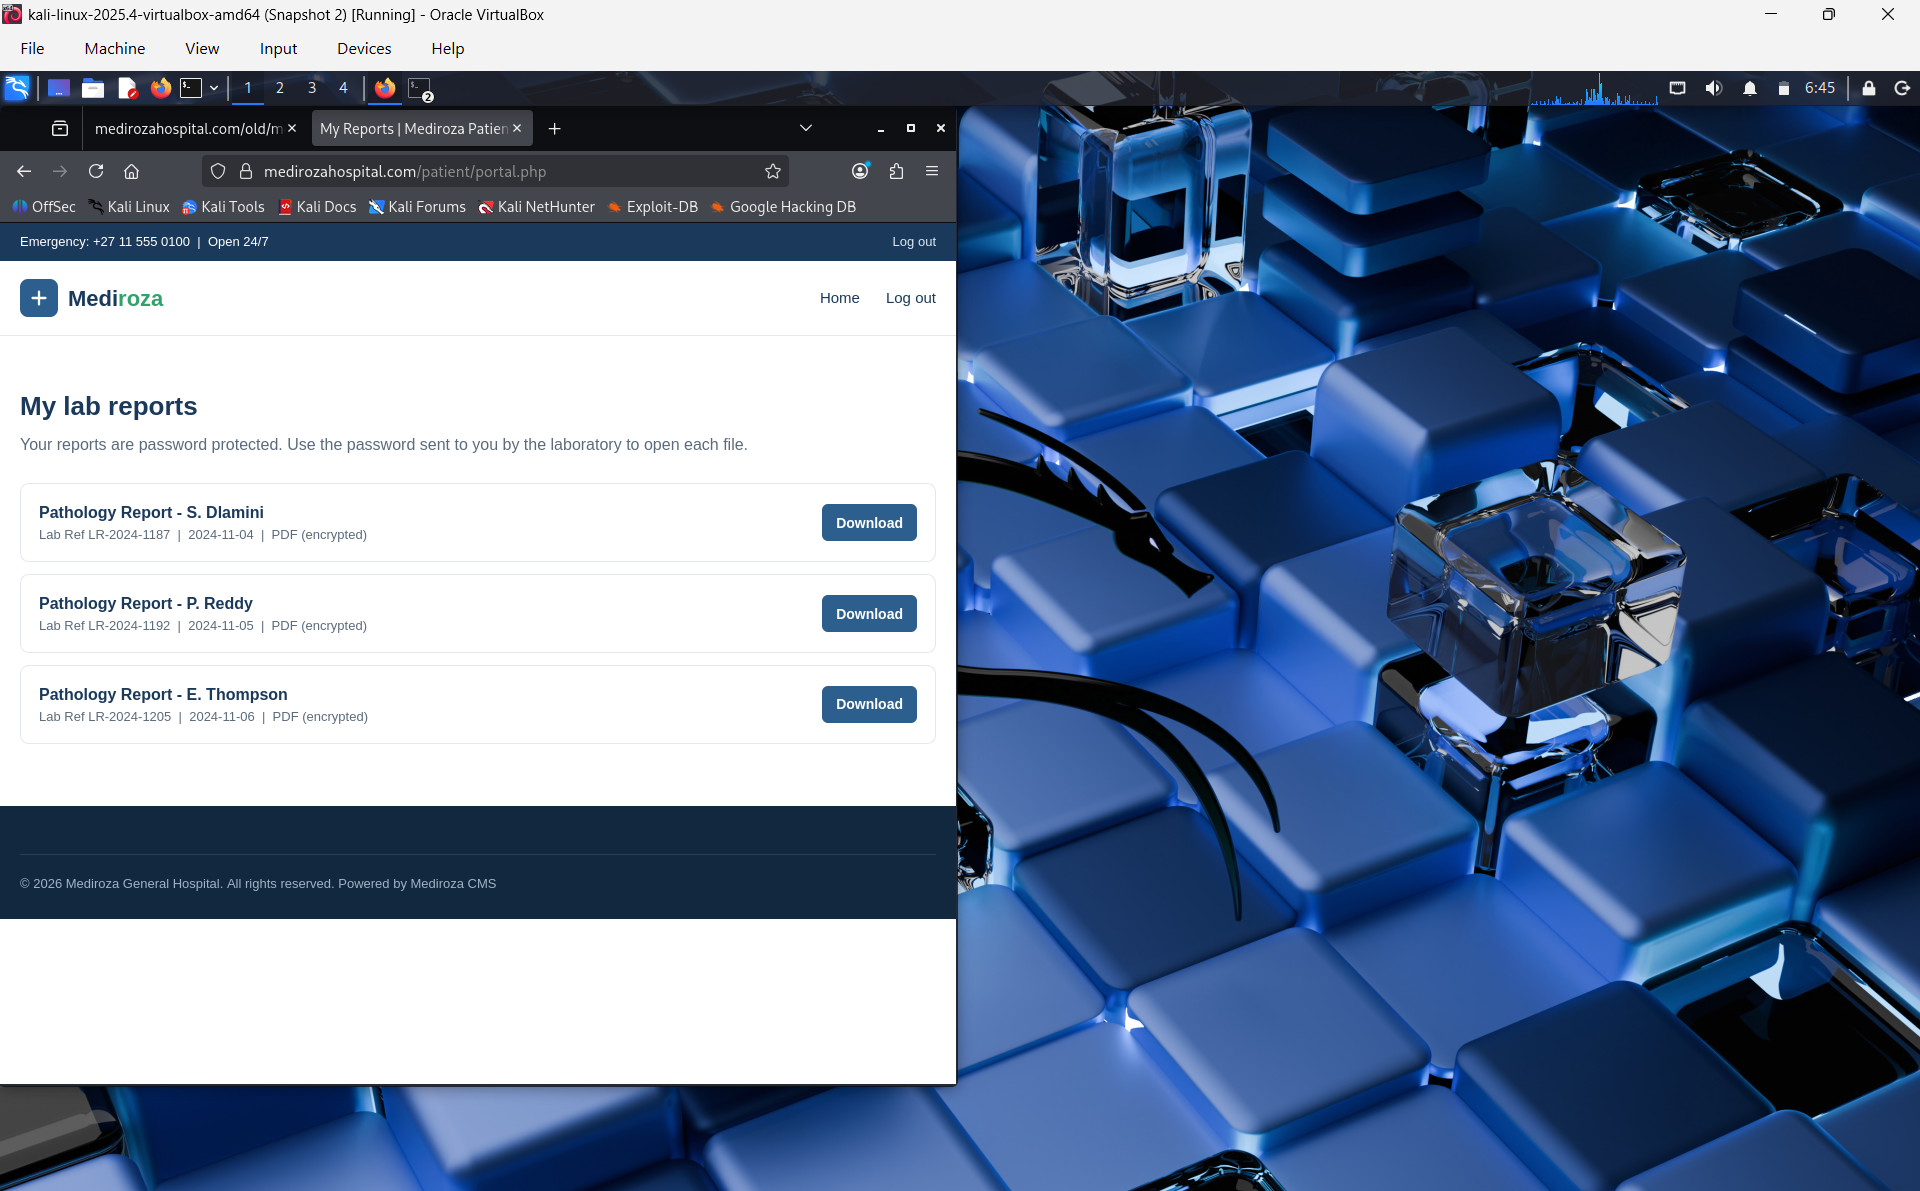 kali-linux-2025.4-virtualbox-amd64 (Snapshot 2) [Running] - Oracle VirtualBox
File Machine View Input Devices Help
1 2 3 4 2 6:45
medirozahospital.com/old/m My Reports | Mediroza Patien
medirozahospital.com/patient/portal.php
OffSec Kali Linux Kali Tools Kali Docs Kali Forums Kali NetHunter Exploit-DB Google Hacking DB
Emergency: +27 11 555 0100 | Open 24/7 Log out
Mediroza Home Log out
My lab reports
Your reports are password protected. Use the password sent to you by the laboratory to open each file.
Pathology Report - S. Dlamini
Lab Ref LR-2024-1187 | 2024-11-04 | PDF (encrypted)
Download
Pathology Report - P. Reddy
Lab Ref LR-2024-1192 | 2024-11-05 | PDF (encrypted)
Download
Pathology Report - E. Thompson
Lab Ref LR-2024-1205 | 2024-11-06 | PDF (encrypted)
Download
© 2026 Mediroza General Hospital. All rights reserved. Powered by Mediroza CMS